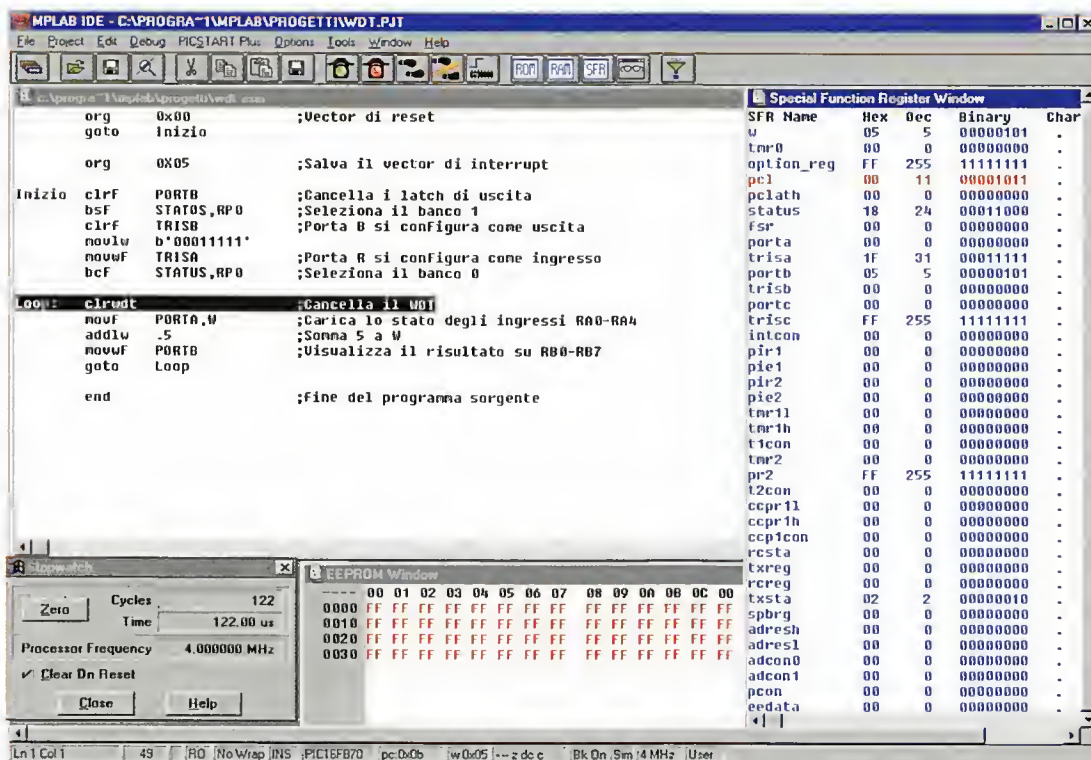 MPLAB IDE - C:\PROGRA~1\MPLAB\PROGETTI\WDT.PJT
File Project Edit Debug PICSTART Plus Options Tools Window Help
ROM RAM SFR
c:\progra~1\mplab\progetti\wdt.asm
org 0x00 ;Vector di reset
goto Inizio
org 0X05 ;Salva il vector di interrupt
Inizio clrf PORTB ;Cancella i latch di uscita
bsf STATUS,RP0 ;Seleziona il banco 1
clrf TRISB ;Porta B si configura come uscita
movlw b'00011111'
movwf TRISA ;Porta A si configura come ingresso
bcf STATUS,RP0 ;Seleziona il banco 0
Loop: clrwdt ;Cancella il WDT
movf PORTA,W ;Carica lo stato degli ingressi RA0-RA4
addlw .5 ;Somma 5 a W
movwf PORTB ;Visualizza il risultato su RB0-RB7
goto Loop
end ;Fine del programma sorgente
Special Function Register Window
SFR Name Hex Dec Binary Char
w 05 5 00000101 .
tmr0 00 0 00000000 .
option_reg FF 255 11111111 .
pcl 0B 11 00001011 .
pclath 00 0 00000000 .
status 18 24 00011000 .
fsr 00 0 00000000 .
porta 00 0 00000000 .
trisa 1F 31 00011111 .
portb 05 5 00000101 .
trisb 00 0 00000000 .
portc 00 0 00000000 .
trisc FF 255 11111111 .
intcon 00 0 00000000 .
pir1 00 0 00000000 .
pie1 00 0 00000000 .
pir2 00 0 00000000 .
pie2 00 0 00000000 .
tmr1l 00 0 00000000 .
tmr1h 00 0 00000000 .
t1con 00 0 00000000 .
tmr2 00 0 00000000 .
pr2 FF 255 11111111 .
t2con 00 0 00000000 .
ccpr1l 00 0 00000000 .
ccpr1h 00 0 00000000 .
ccp1con 00 0 00000000 .
rcsta 00 0 00000000 .
txreg 00 0 00000000 .
rcreg 00 0 00000000 .
txsta 02 2 00000010 .
spbrg 00 0 00000000 .
adresh 00 0 00000000 .
adresl 00 0 00000000 .
adcon0 00 0 00000000 .
adcon1 00 0 00000000 .
pcon 00 0 00000000 .
eedata 00 0 00000000 .
Stopwatch
Zero Cycles 122
Time 122.00 us
Processor Frequency 4.000000 MHz
Clear On Reset
Close Help
EEPROM Window
---- 00 01 02 03 04 05 06 07 08 09 0A 0B 0C 0D
0000 FF FF FF FF FF FF FF FF FF FF FF FF FF FF
0010 FF FF FF FF FF FF FF FF FF FF FF FF FF FF
0020 FF FF FF FF FF FF FF FF FF FF FF FF FF FF
0030 FF FF FF FF FF FF FF FF FF FF FF FF FF FF
Ln 1 Col 1 49 RO No Wrap INS PIC16F870 pc:0x0b w:0x05 --- z dc c Bk On Sim 4 MHz User